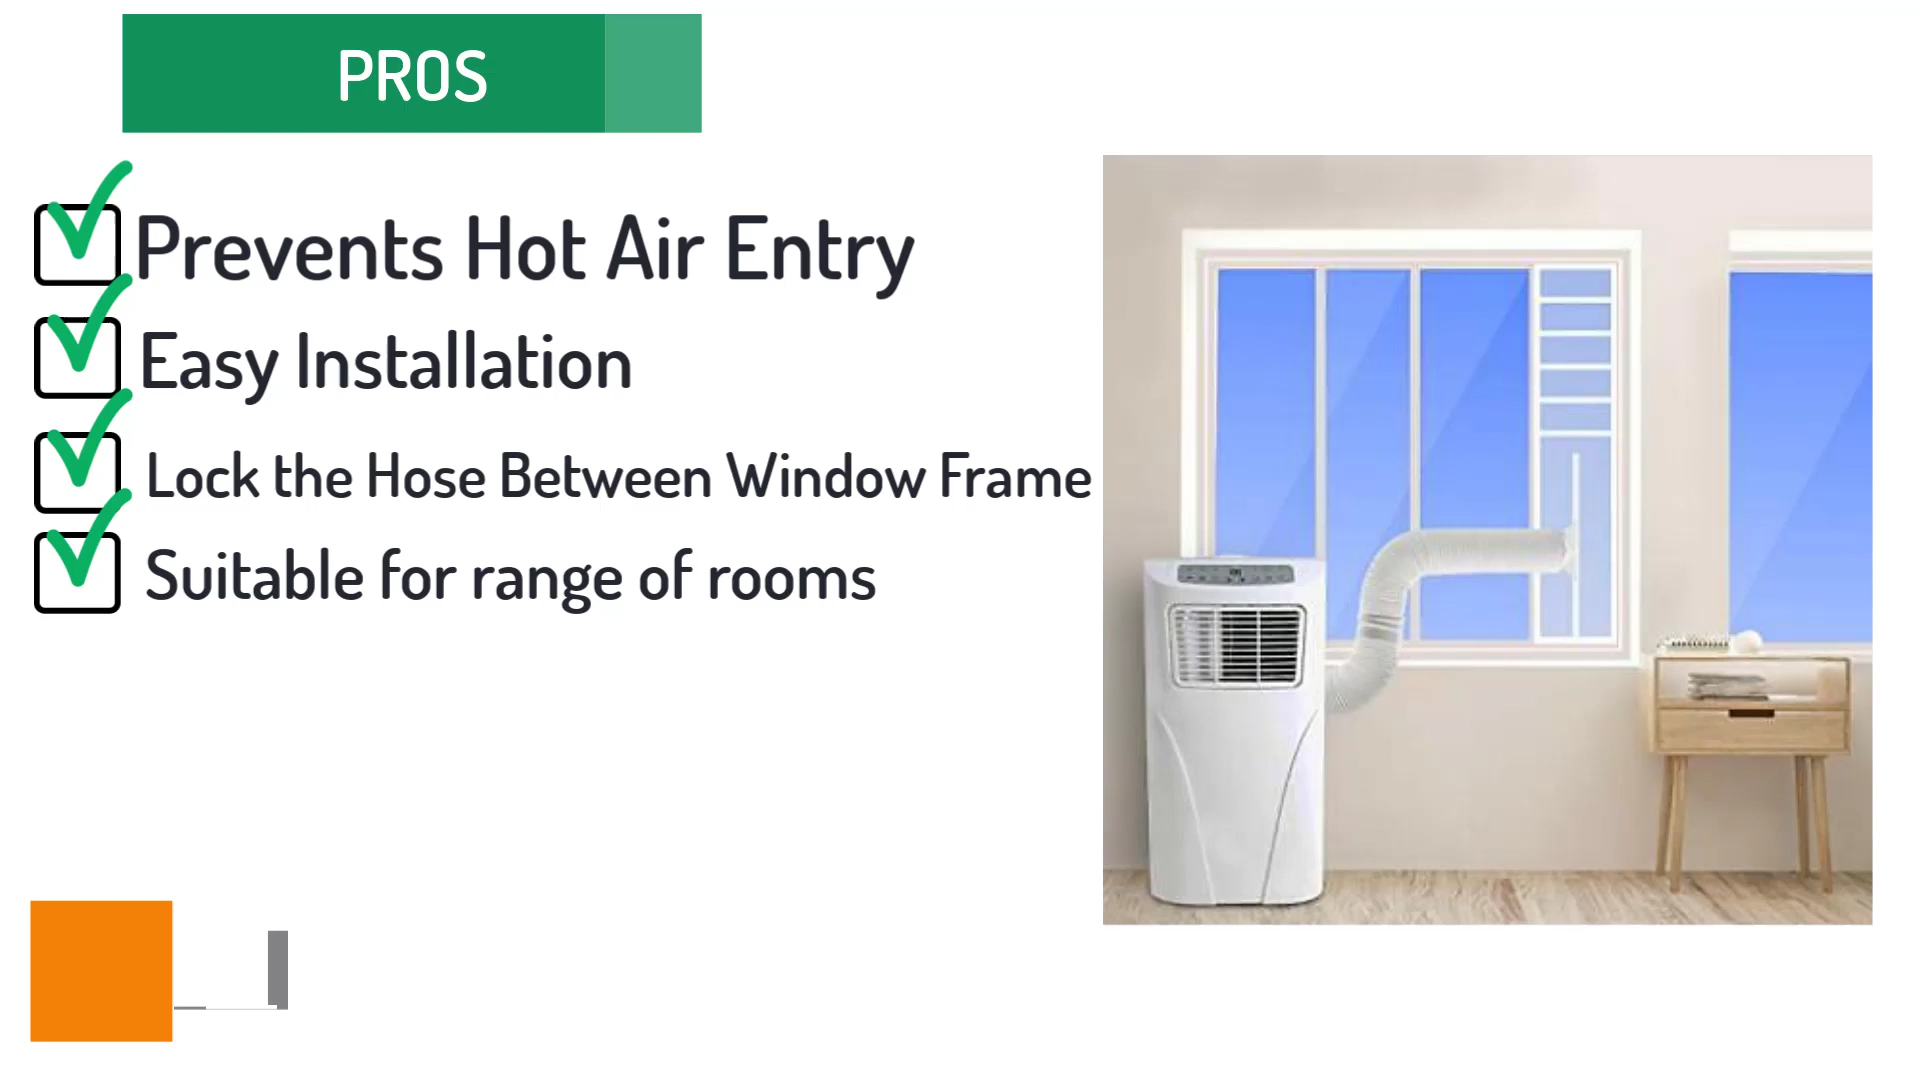 PROS
Prevents Hot Air Entry
Easy Installation
Lock the Hose Between Window Frame
Suitable for range of rooms